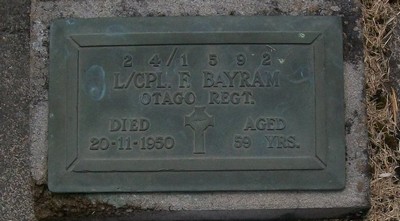 24/1592
L/CPL. F. BAYRAM
OTAGO REGT.
DIED AGED
20-11-1950 59 YRS.